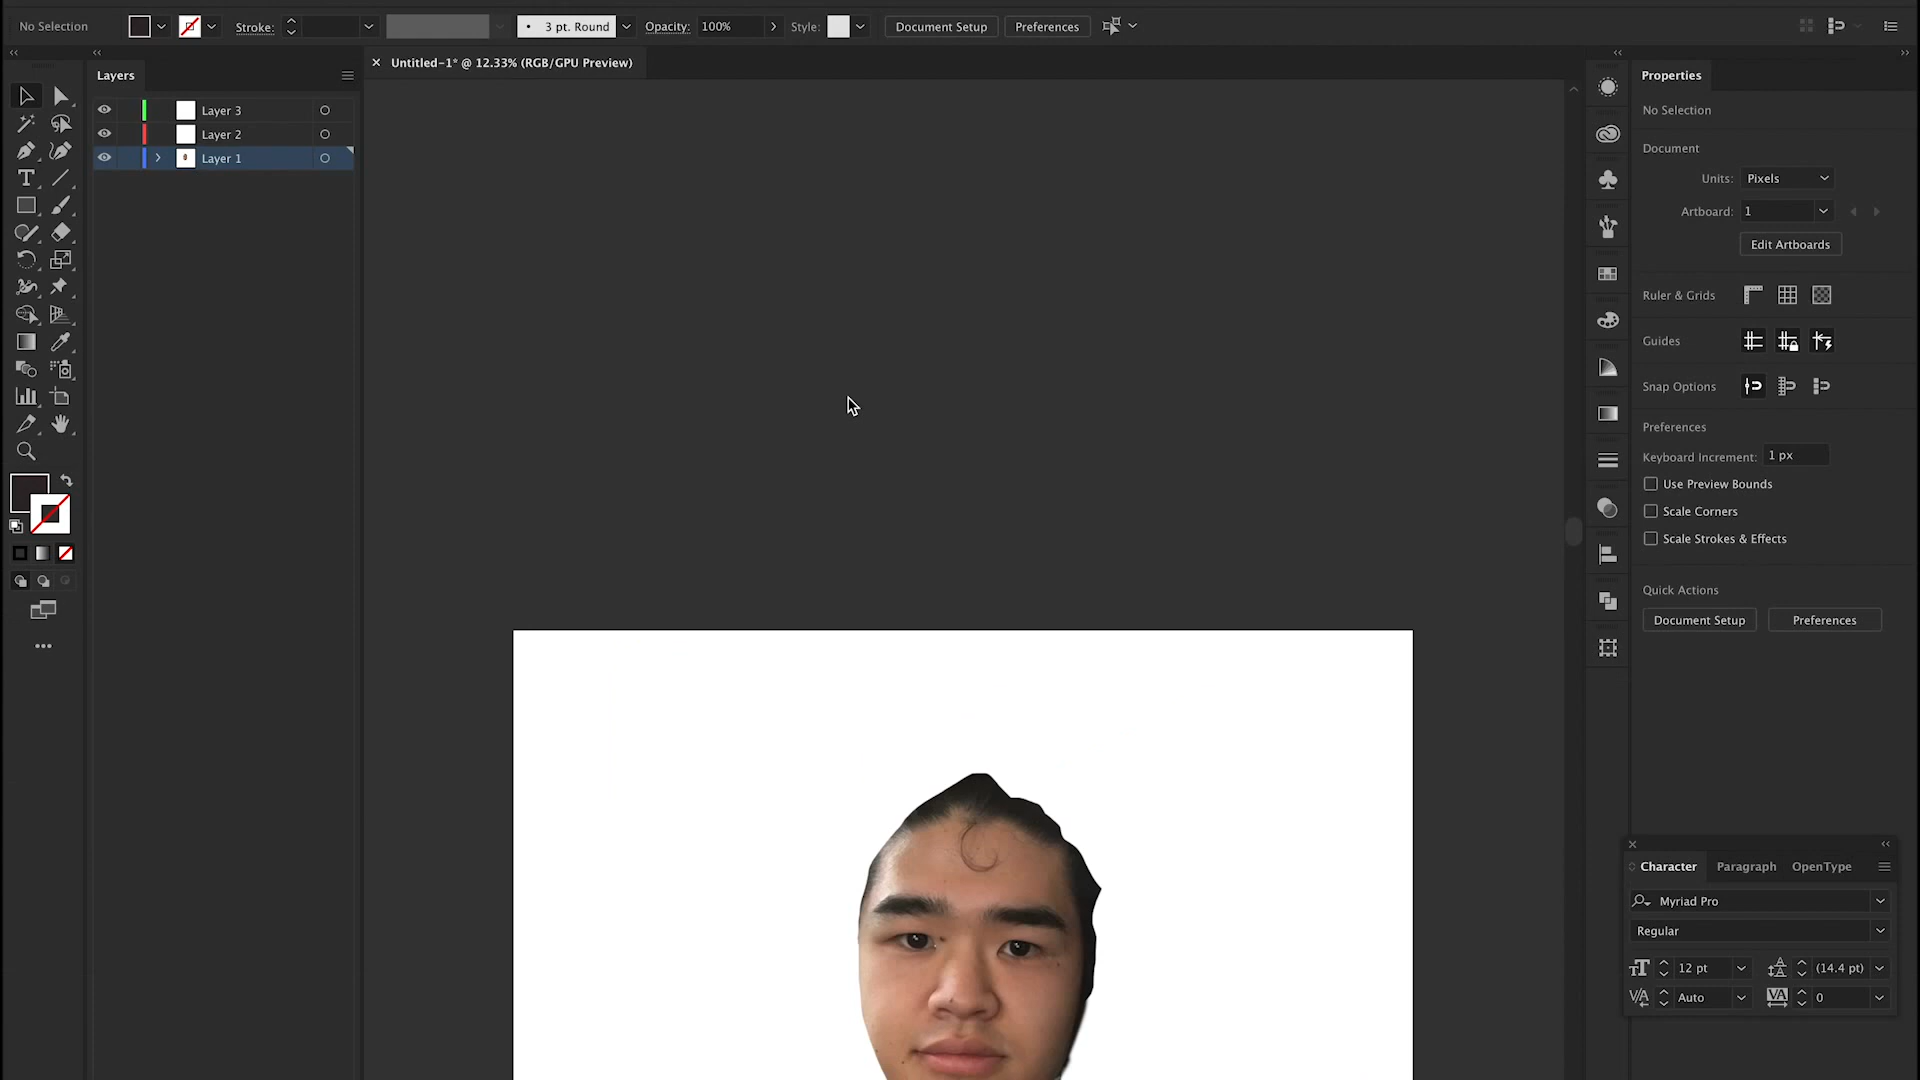 No Selection
Stroke:
3 pt. Round
Opacity: 100%
Style:
Document Setup
Preferences
Layers
Layer 3
Layer 2
Layer 1
Untitled-1* @ 12.33% (RGB/GPU Preview)
Properties
No Selection
Document
Units: Pixels
Artboard: 1
Edit Artboards
Ruler & Grids
Guides
Snap Options
Preferences
Keyboard Increment: 1 px
Use Preview Bounds
Scale Corners
Scale Strokes & Effects
Quick Actions
Document Setup
Preferences
Character Paragraph OpenType
Myriad Pro
Regular
12 pt (14.4 pt)
Auto 0